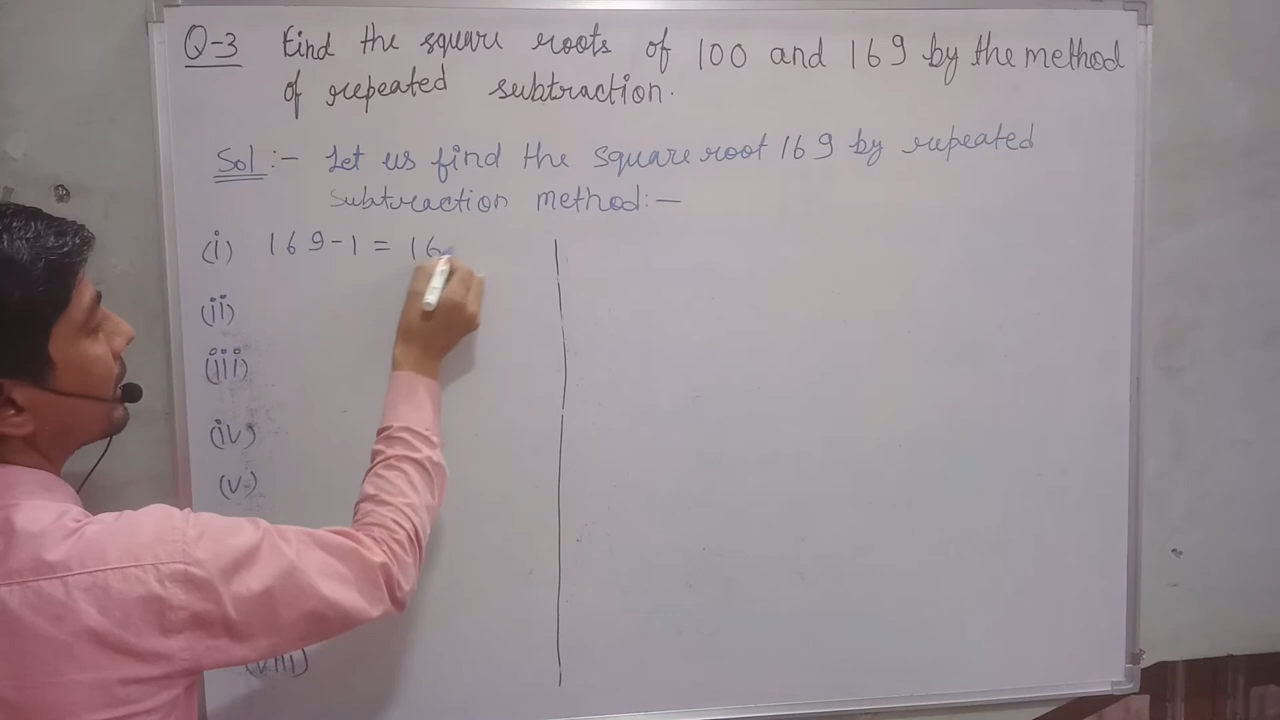 Q-3 Find the square roots of 100 and 169 by the method
of repeated subtraction.
Sol :- Let us find the square root 169 by repeated
subtraction method:-
(i) 169-1 = 16
(ii)
(iii)
(iv)
(v)
(viii)